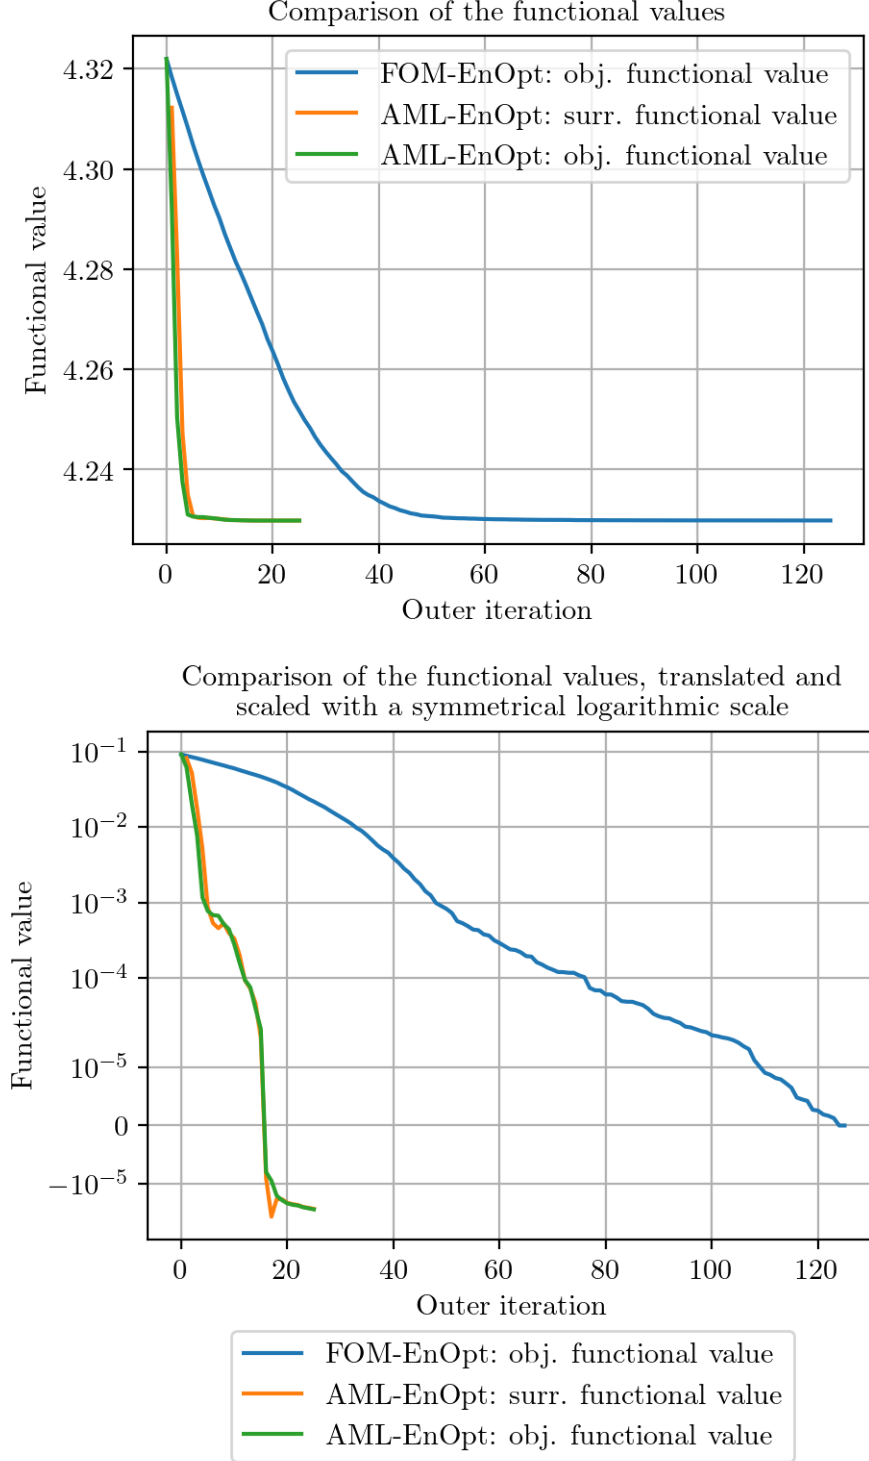 Comparison of the functional values
4.32
4.30
4.28
4.26
4.24
Functional value
FOM-EnOpt: obj. functional value
AML-EnOpt: surr. functional value
AML-EnOpt: obj. functional value
0 20 40 60 80 100 120
Outer iteration
Comparison of the functional values, translated and
scaled with a symmetrical logarithmic scale
10⁻¹
10⁻²
10⁻³
10⁻⁴
10⁻⁵
0
−10⁻⁵
Functional value
0 20 40 60 80 100 120
Outer iteration
FOM-EnOpt: obj. functional value
AML-EnOpt: surr. functional value
AML-EnOpt: obj. functional value